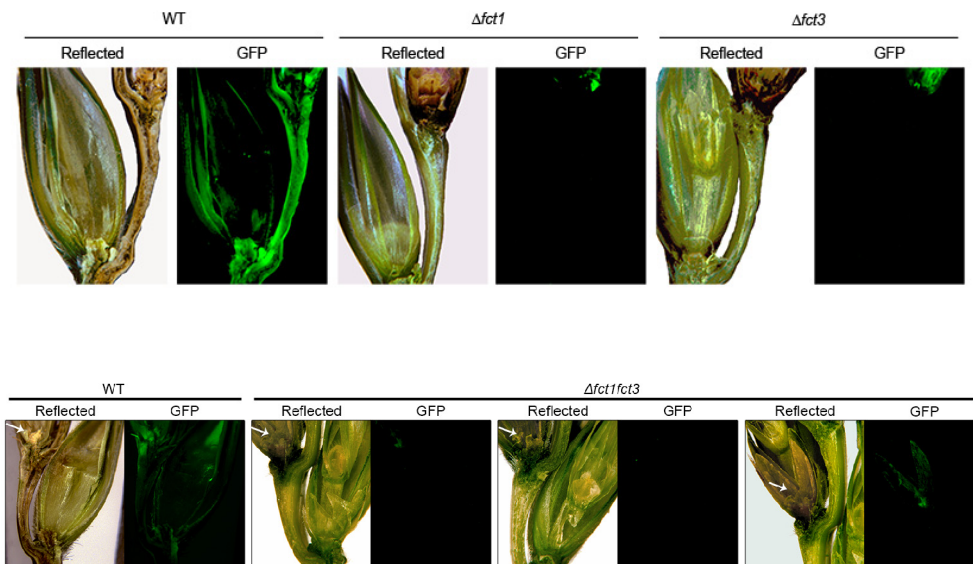 WT Δfct1 Δfct3
Reflected GFP Reflected GFP Reflected GFP
WT Δfct1fct3
Reflected GFP Reflected GFP Reflected GFP Reflected GFP